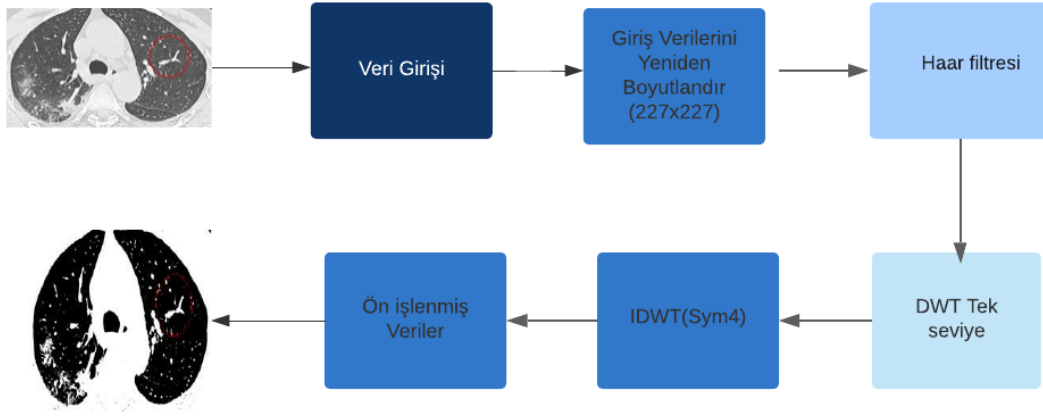 Veri Girişi
Giriş Verilerini
Yeniden
Boyutlandır
(227x227)
Haar filtresi
DWT Tek
seviye
IDWT(Sym4)
Ön işlenmiş
Veriler